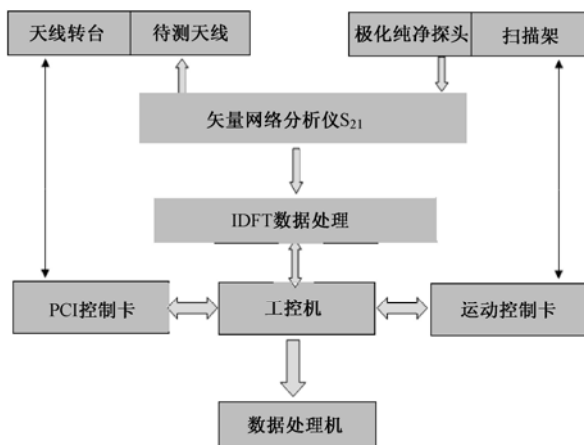 天线转台 待测天线 极化纯净探头 扫描架
矢量网络分析仪S₂₁
IDFT数据处理
PCI控制卡 工控机 运动控制卡
数据处理机